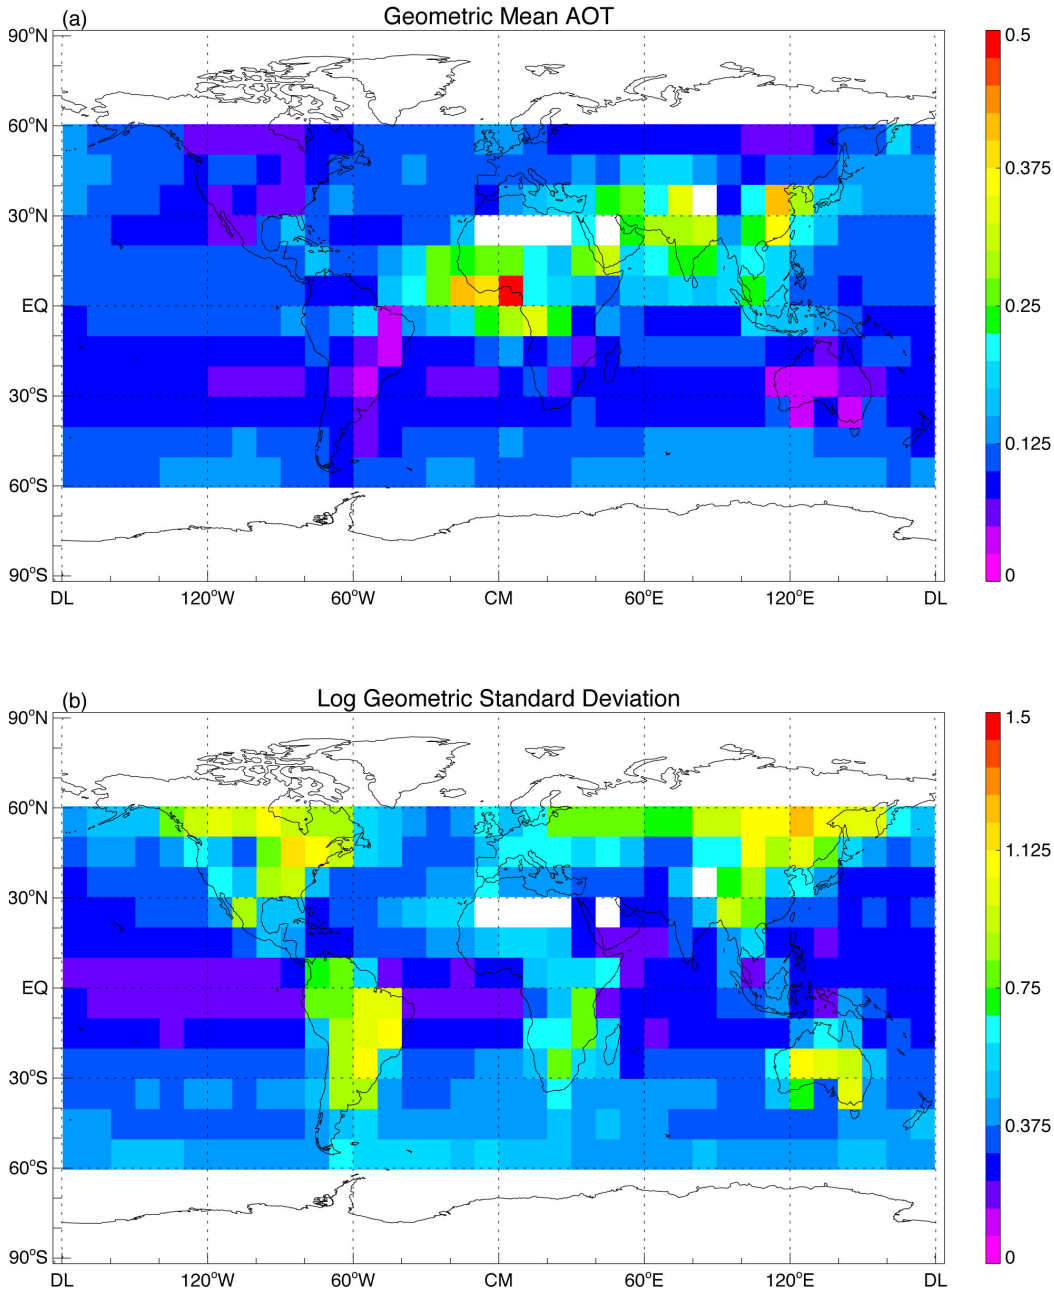 (a)
Geometric Mean AOT
90°N
60°N
30°N
EQ
30°S
60°S
90°S
DL 120°W 60°W CM 60°E 120°E DL
0.5
0.375
0.25
0.125
0
(b)
Log Geometric Standard Deviation
90°N
60°N
30°N
EQ
30°S
60°S
90°S
DL 120°W 60°W CM 60°E 120°E DL
1.5
1.125
0.75
0.375
0